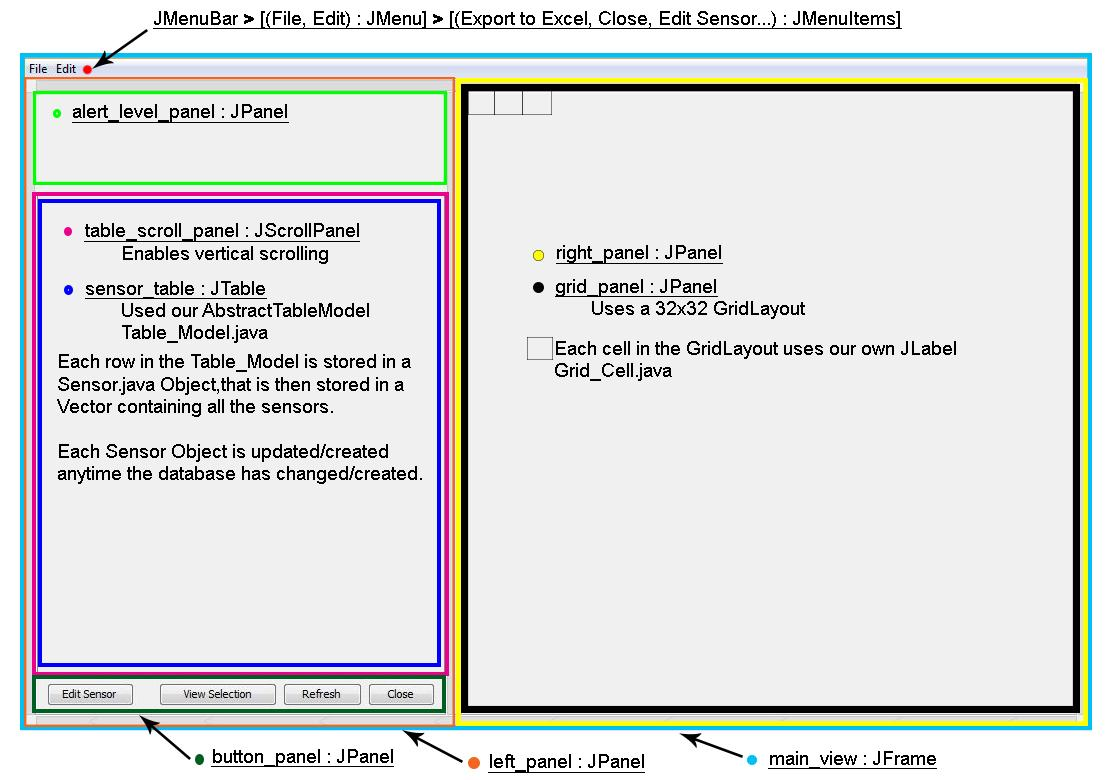 JMenuBar > [(File, Edit) : JMenu] > [(Export to Excel, Close, Edit Sensor...) : JMenuItems]
File Edit
alert_level_panel : JPanel
table_scroll_panel : JScrollPanel
Enables vertical scrolling
sensor_table : JTable
Used our AbstractTableModel
Table_Model.java
Each row in the Table_Model is stored in a
Sensor.java Object,that is then stored in a
Vector containing all the sensors.
Each Sensor Object is updated/created
anytime the database has changed/created.
right_panel : JPanel
grid_panel : JPanel
Uses a 32x32 GridLayout
Each cell in the GridLayout uses our own JLabel
Grid_Cell.java
Edit Sensor View Selection Refresh Close
button_panel : JPanel
left_panel : JPanel
main_view : JFrame